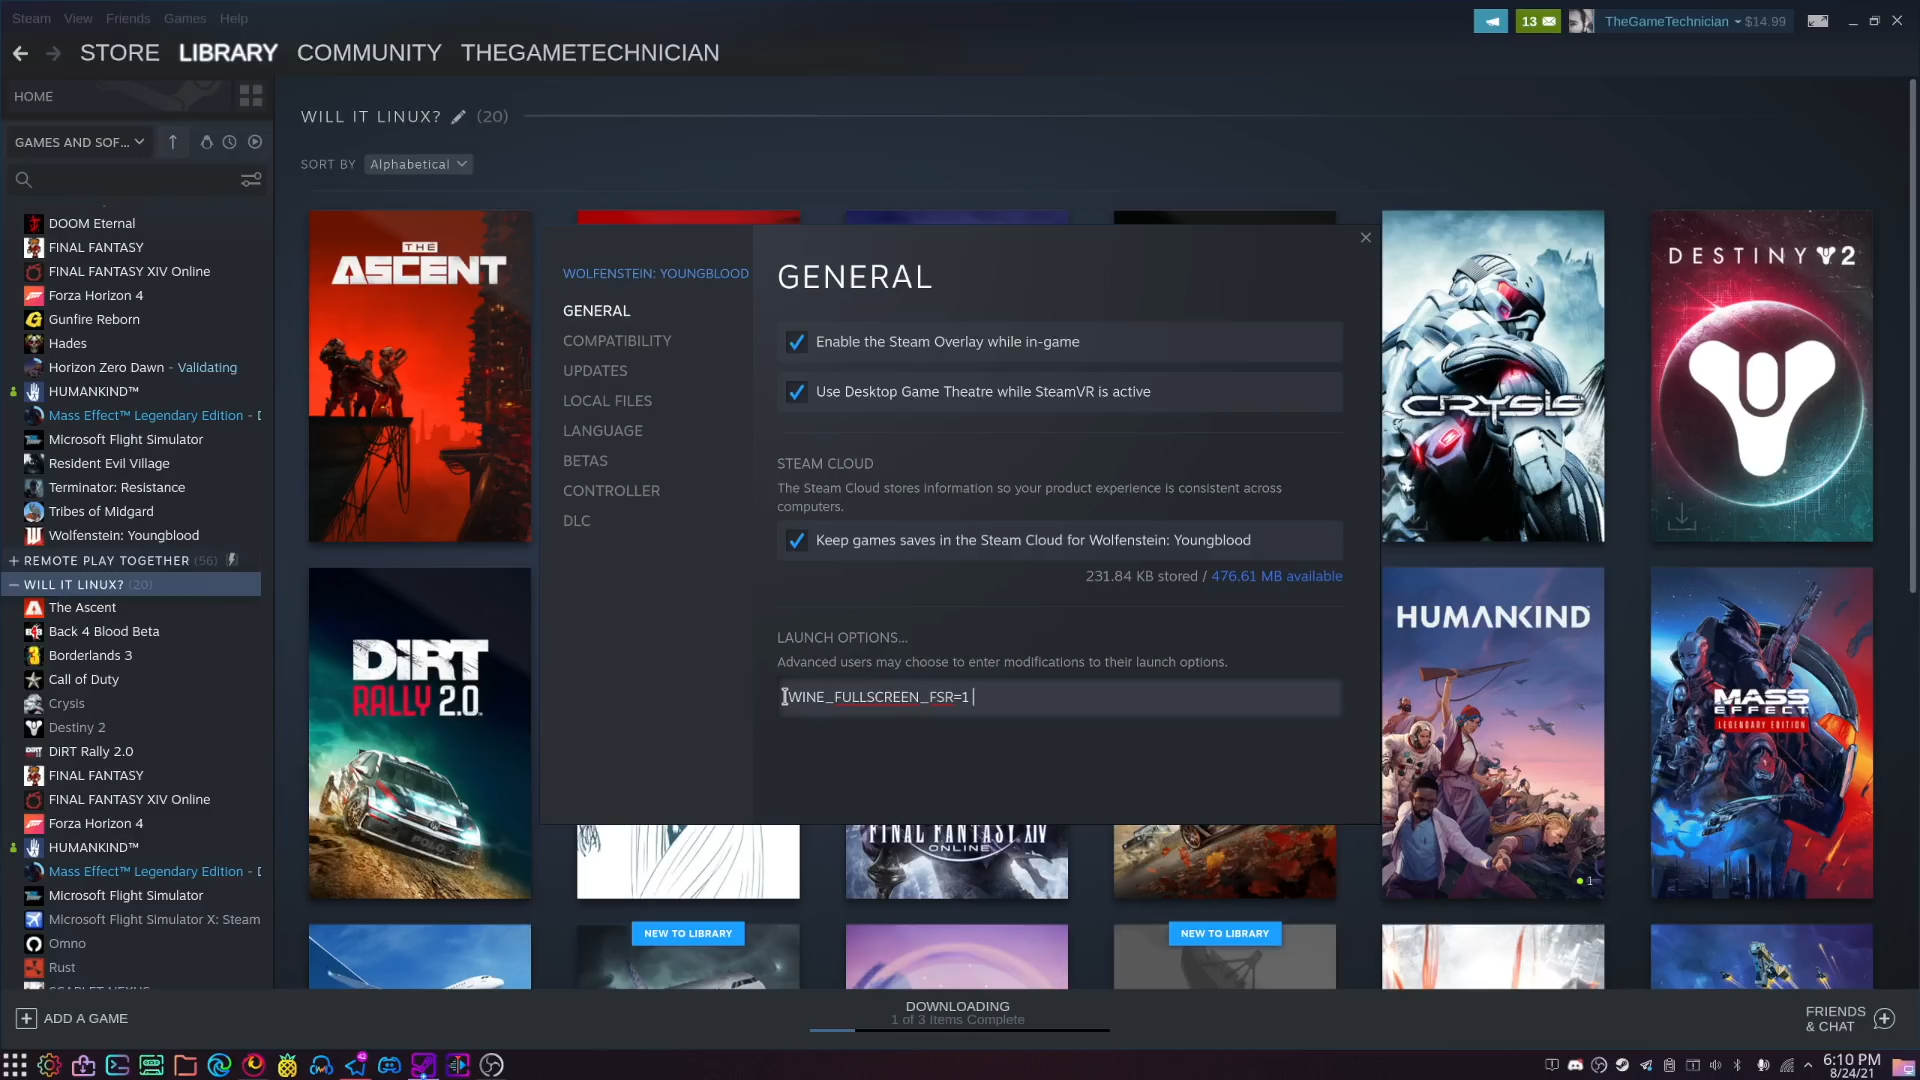 Steam View Friends Games Help
13
TheGameTechnician $14.99
STORE LIBRARY COMMUNITY THEGAMETECHNICIAN
HOME
GAMES AND SOF...
DOOM Eternal
FINAL FANTASY
FINAL FANTASY XIV Online
Forza Horizon 4
Gunfire Reborn
Hades
Horizon Zero Dawn - Validating
HUMANKIND™
Mass Effect™ Legendary Edition -
Microsoft Flight Simulator
Resident Evil Village
Terminator: Resistance
Tribes of Midgard
Wolfenstein: Youngblood
+ REMOTE PLAY TOGETHER (56)
– WILL IT LINUX? (20)
The Ascent
Back 4 Blood Beta
Borderlands 3
Call of Duty
Crysis
Destiny 2
DiRT Rally 2.0
FINAL FANTASY
FINAL FANTASY XIV Online
Forza Horizon 4
HUMANKIND™
Mass Effect™ Legendary Edition -
Microsoft Flight Simulator
Microsoft Flight Simulator X: Steam
Omno
Rust
SCARLET NEXUS
ADD A GAME
WILL IT LINUX? (20)
SORT BY Alphabetical
THE
ASCENT
CRYSIS
DESTINY 2
DiRT
RALLY 2.0
POLO
FINAL FANTASY XIV
ONLINE
HUMANKIND
1
MASS
EFFECT
LEGENDARY EDITION
NEW TO LIBRARY
NEW TO LIBRARY
WOLFENSTEIN: YOUNGBLOOD
GENERAL
COMPATIBILITY
UPDATES
LOCAL FILES
LANGUAGE
BETAS
CONTROLLER
DLC
GENERAL
Enable the Steam Overlay while in-game
Use Desktop Game Theatre while SteamVR is active
STEAM CLOUD
The Steam Cloud stores information so your product experience is consistent across
computers.
Keep games saves in the Steam Cloud for Wolfenstein: Youngblood
231.84 KB stored / 476.61 MB available
LAUNCH OPTIONS...
Advanced users may choose to enter modifications to their launch options.
WINE_FULLSCREEN_FSR=1
DOWNLOADING
1 of 3 Items Complete
FRIENDS
& CHAT
42
6:10 PM
8/24/21